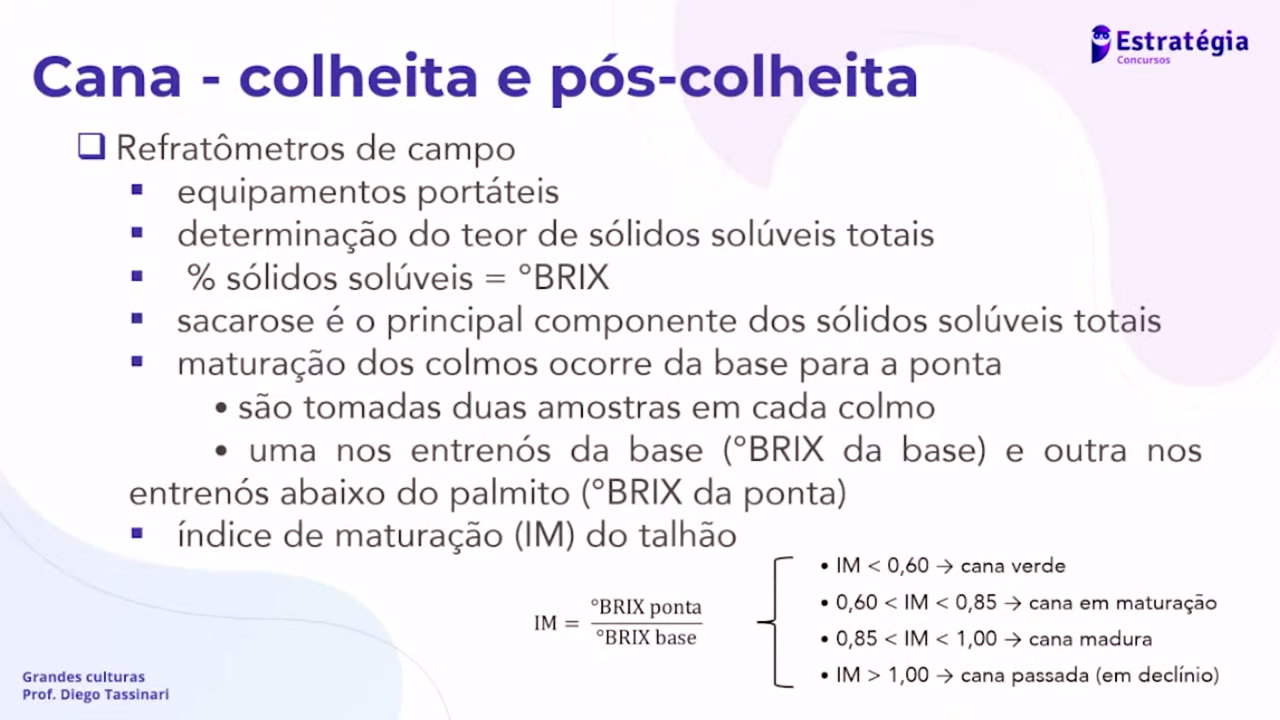 Estratégia
Concursos
Cana - colheita e pós-colheita
❑ Refratômetros de campo
▪ equipamentos portáteis
▪ determinação do teor de sólidos solúveis totais
▪ % sólidos solúveis = °BRIX
▪ sacarose é o principal componente dos sólidos solúveis totais
▪ maturação dos colmos ocorre da base para a ponta
• são tomadas duas amostras em cada colmo
• uma nos entrenós da base (°BRIX da base) e outra nos
entrenós abaixo do palmito (°BRIX da ponta)
▪ índice de maturação (IM) do talhão
IM = °BRIX ponta / °BRIX base
• IM < 0,60 → cana verde
• 0,60 < IM < 0,85 → cana em maturação
• 0,85 < IM < 1,00 → cana madura
• IM > 1,00 → cana passada (em declínio)
Grandes culturas
Prof. Diego Tassinari